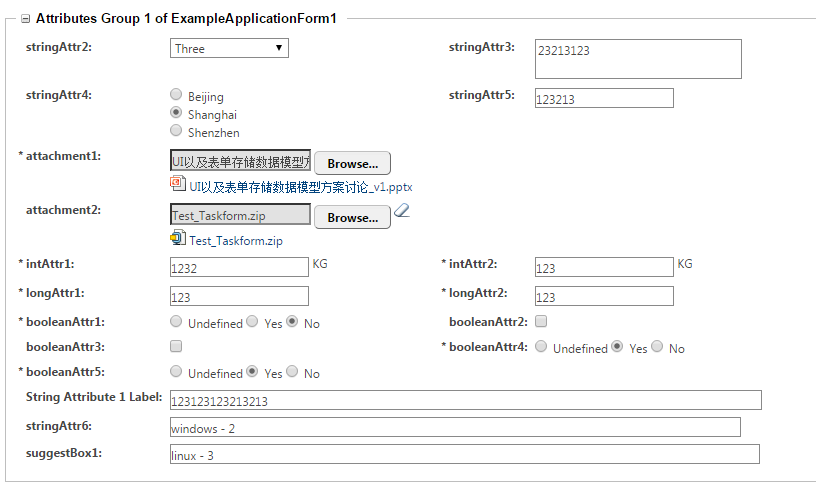 Attributes Group 1 of ExampleApplicationForm1
stringAttr2: Three stringAttr3: 23213123
stringAttr4: Beijing stringAttr5: 123213
Shanghai
Shenzhen
* attachment1: UI以及表单存储数据模型方 Browse...
UI以及表单存储数据模型方案讨论_v1.pptx
attachment2: Test_Taskform.zip Browse...
Test_Taskform.zip
* intAttr1: 1232 KG * intAttr2: 123 KG
* longAttr1: 123 * longAttr2: 123
* booleanAttr1: Undefined Yes No booleanAttr2:
booleanAttr3: * booleanAttr4: Undefined Yes No
* booleanAttr5: Undefined Yes No
String Attribute 1 Label: 123123123213213
stringAttr6: windows - 2
suggestBox1: linux - 3